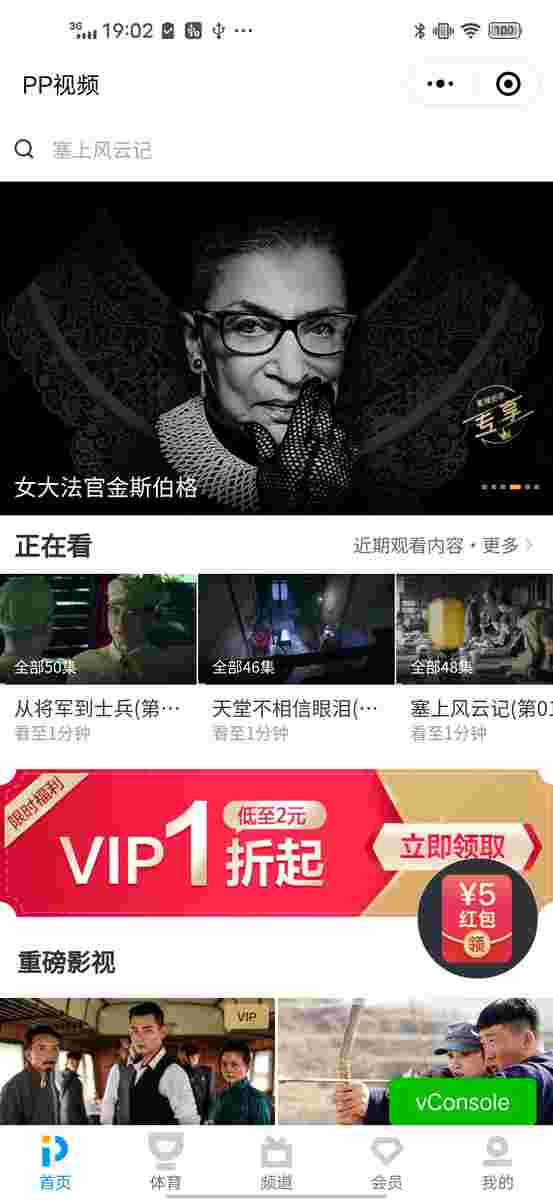 3G 19:02 100
PP视频
塞上风云记
专享
女大法官金斯伯格
正在看
近期观看内容·更多
全部50集
全部46集
全部48集
从将军到士兵(第…
天堂不相信眼泪(…
塞上风云记(第01
看至1分钟
看至1分钟
看至1分钟
限时福利
VIP1折起
低至2元
立即领取
¥5
红包
领
重磅影视
VIP
vConsole
首页
体育
频道
会员
我的